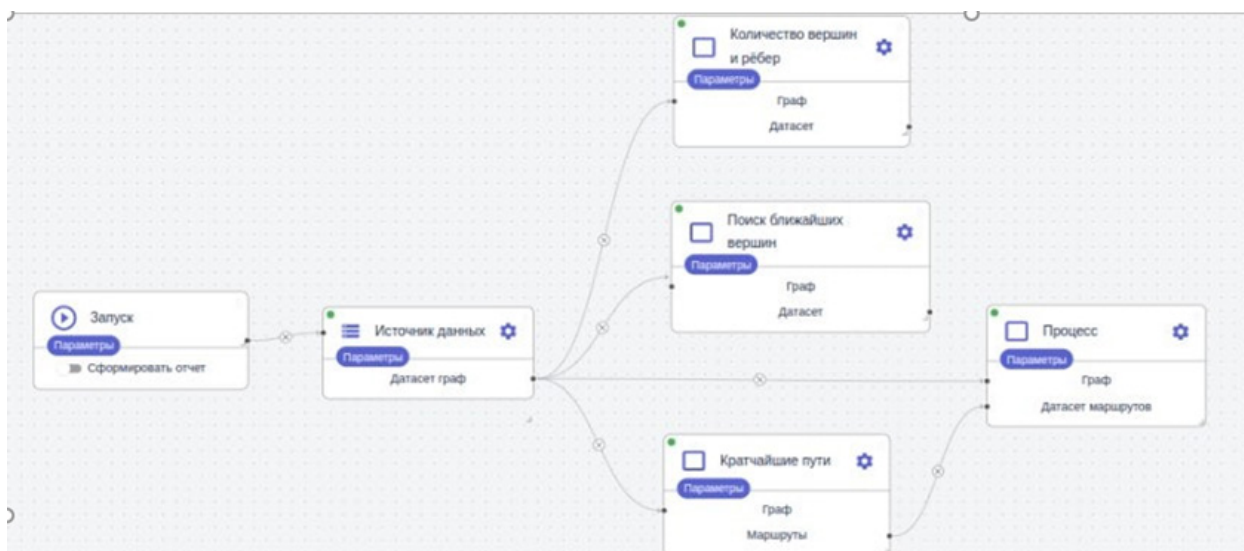 Количество вершин
и рёбер
Параметры
Граф
Датасет
Поиск ближайших
вершин
Параметры
Граф
Датасет
Запуск
Параметры
Сформировать отчет
Источник данных
Параметры
Датасет граф
Процесс
Параметры
Граф
Датасет маршрутов
Кратчайшие пути
Параметры
Граф
Маршруты